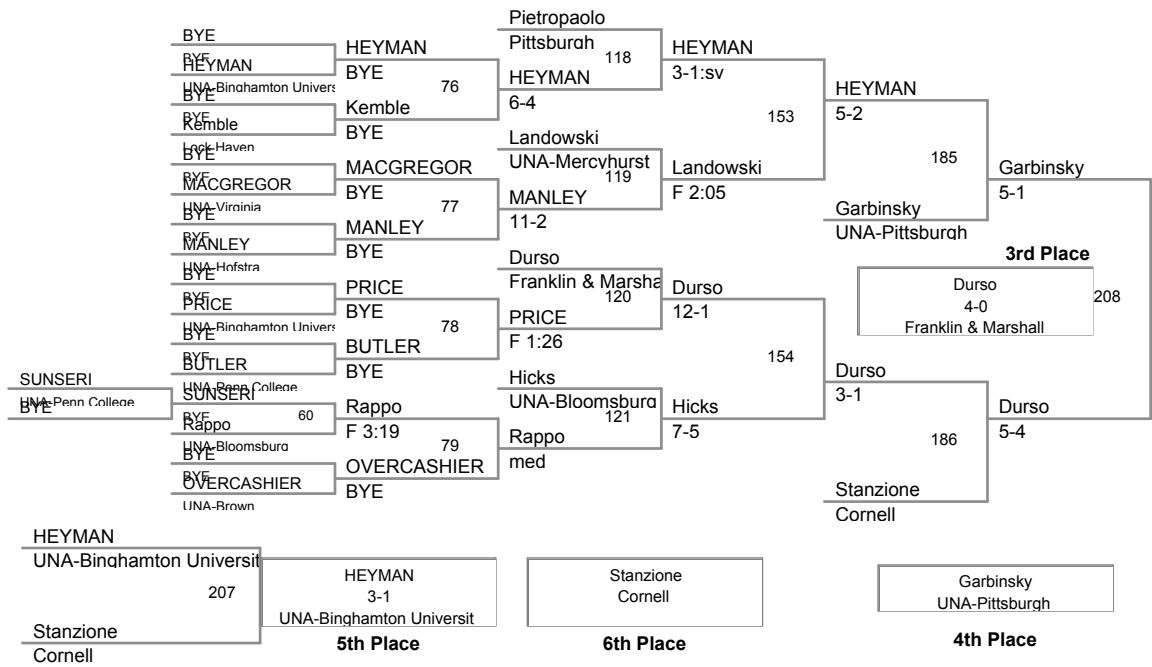 SUNSERI
UNA-Penn College
BYE
BYE
BYE
HEYMAN
UNA-Binghamton Univers
BYE
BYE
Kemble
Lock Haven
BYE
BYE
MACGREGOR
UNA-Virginia
BYE
BYE
MANLEY
UNA-Hofstra
BYE
BYE
PRICE
UNA-Binghamton Univers
BYE
BYE
BUTLER
UNA-Penn College
SUNSERI
BYE
60
Rappo
UNA-Bloomsburg
BYE
BYE
OVERCASHIER
UNA-Brown
HEYMAN
BYE
76
Kemble
BYE
MACGREGOR
BYE
77
MANLEY
BYE
PRICE
BYE
78
BUTLER
BYE
Rappo
F 3:19
79
OVERCASHIER
BYE
Pietropaolo
Pittsburgh
118
HEYMAN
6-4
Landowski
UNA-Mercyhurst
119
MANLEY
11-2
Durso
Franklin & Marsha
120
PRICE
F 1:26
Hicks
UNA-Bloomsburg
121
Rappo
med
HEYMAN
3-1:sv
153
Landowski
F 2:05
Durso
12-1
154
Hicks
7-5
HEYMAN
5-2
185
Garbinsky
UNA-Pittsburgh
Durso
3-1
186
Stanzione
Cornell
Garbinsky
5-1
3rd Place
Durso
4-0
Franklin & Marshall
208
Durso
5-4
HEYMAN
UNA-Binghamton Universit
207
Stanzione
Cornell
HEYMAN
3-1
UNA-Binghamton Universit
5th Place
Stanzione
Cornell
6th Place
Garbinsky
UNA-Pittsburgh
4th Place